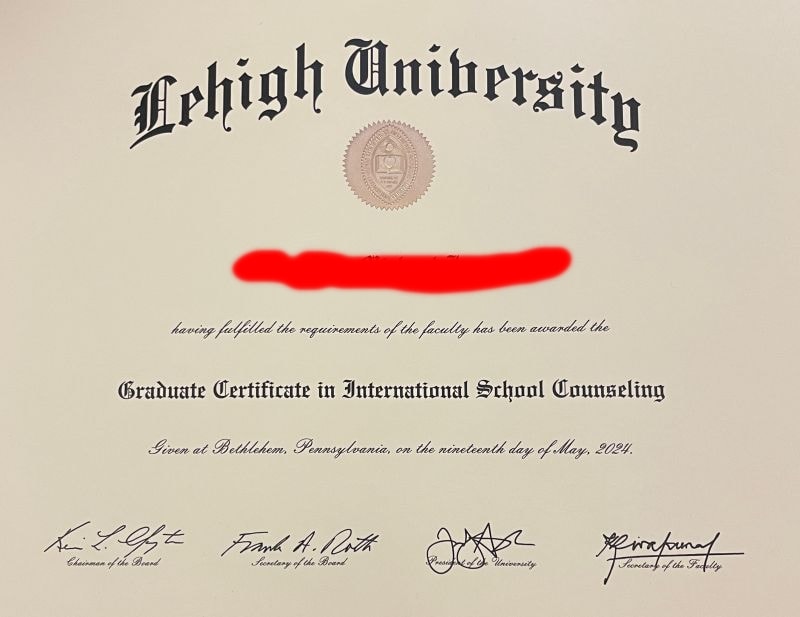 Lehigh University
having fulfilled the requirements of the faculty has been awarded the
Graduate Certificate in International School Counseling
Given at Bethlehem, Pennsylvania, on the nineteenth day of May, 2024.
Frank A. Roth
Chairman of the Board
Secretary of the Board
President of the University
Secretary of the Faculty